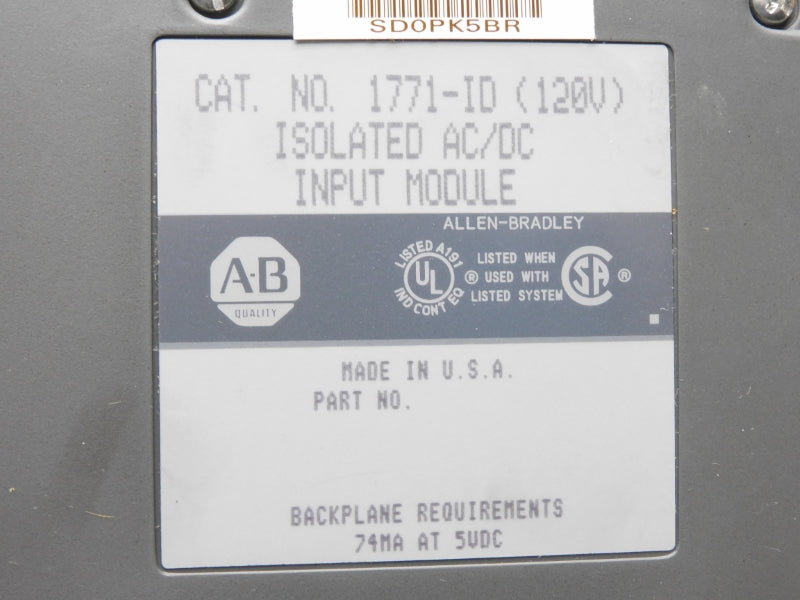 SD0PK5BR
CAT. NO. 1771-ID (120V)
ISOLATED AC/DC
INPUT MODULE
ALLEN-BRADLEY
A-B
QUALITY
LISTED A191
UL
IND CONT EQ
®
LISTED WHEN
USED WITH
LISTED SYSTEM
SA
®
MADE IN U.S.A.
PART NO.
BACKPLANE REQUIREMENTS
74MA AT 5VDC